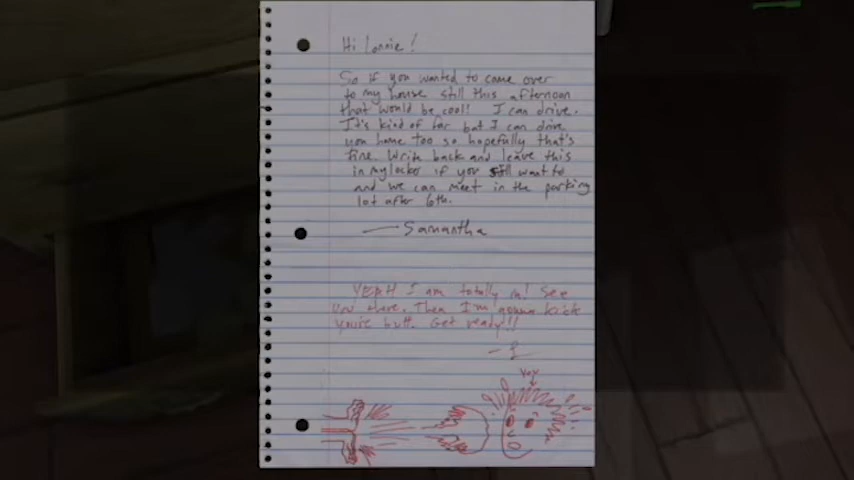 Hi Lonnie!
So if you wanted to come over
to my house still this afternoon
that would be cool! I can drive.
It's kind of far but I can drive
you home too so hopefully that's
fine. Write back and leave this
in my locker if you still want to
and we can meet in the parking
lot after 6th.
— Samantha
YEAH I am totally in! See
you there. Then I'm gonna kick
you're butt. Get ready!!!
— L
YOU